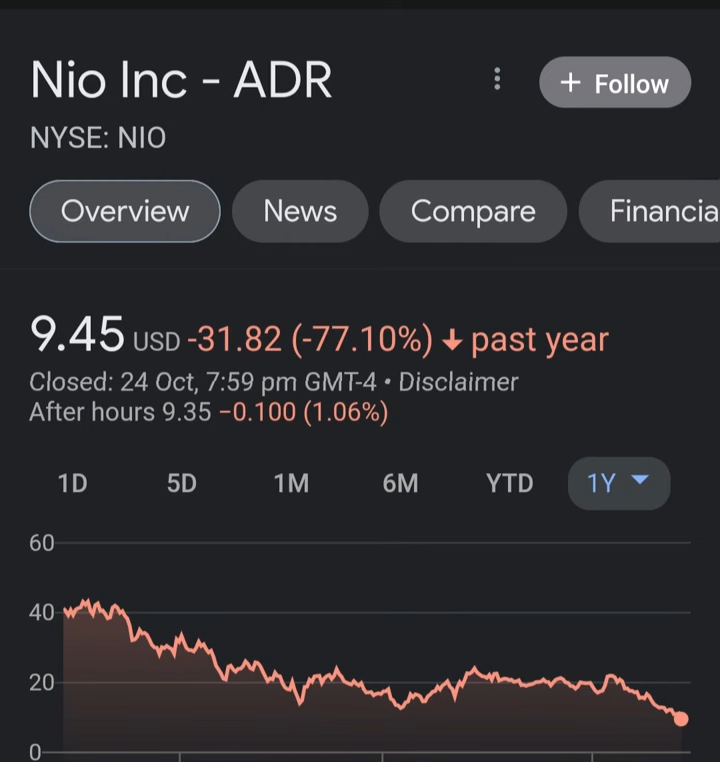 Nio Inc - ADR
+ Follow
NYSE: NIO
Overview
News
Compare
Financia
9.45 USD -31.82 (-77.10%) ↓ past year
Closed: 24 Oct, 7:59 pm GMT-4 • Disclaimer
After hours 9.35 −0.100 (1.06%)
1D
5D
1M
6M
YTD
1Y
60
40
20
0